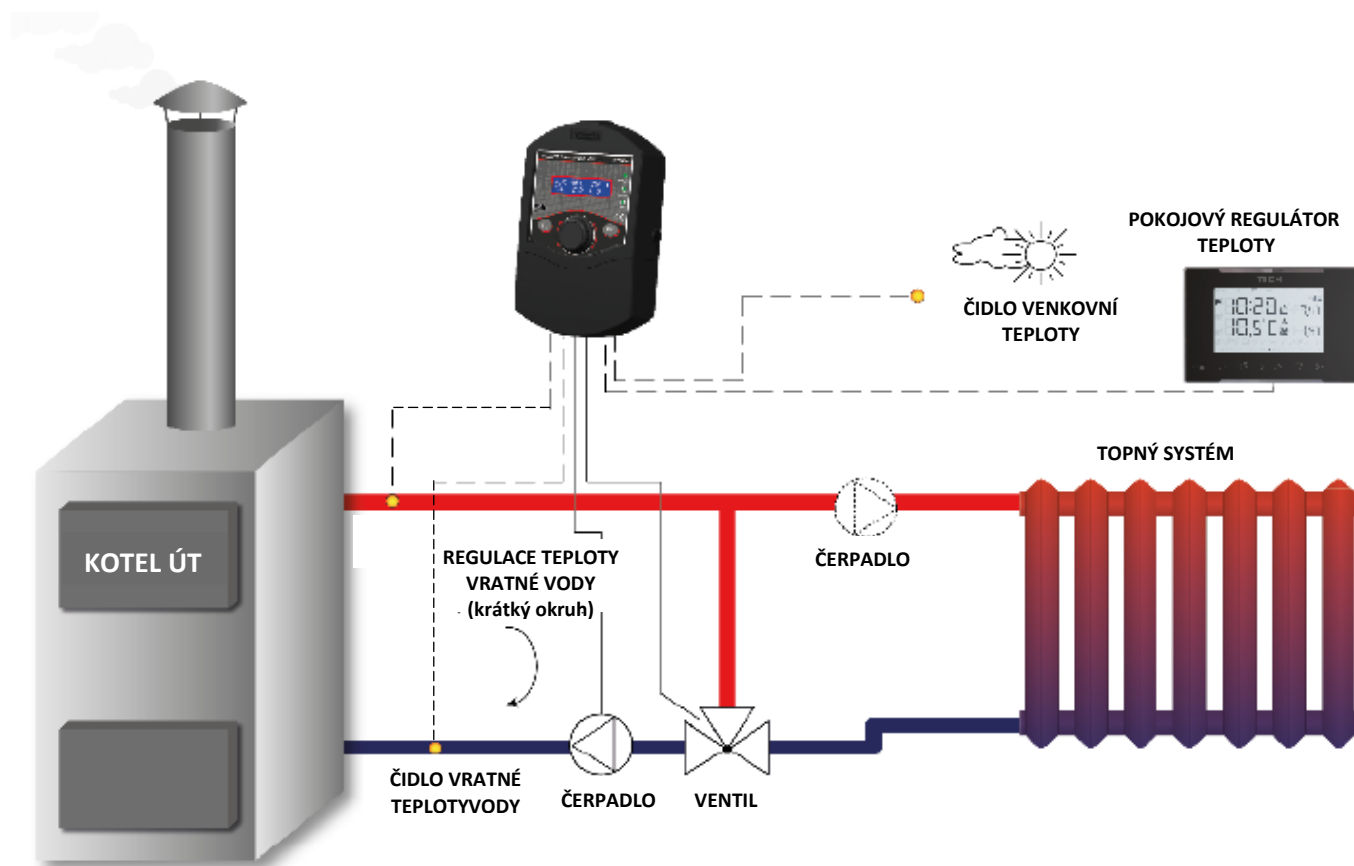 POKOJOVÝ REGULÁTOR
TEPLOTY
TECH
10:20
10,5°C
ČIDLO VENKOVNÍ
TEPLOTY
TOPNÝ SYSTÉM
KOTEL ÚT
REGULACE TEPLOTY
VRATNÉ VODY
(krátký okruh)
ČERPADLO
ČIDLO VRATNÉ
TEPLOTYVODY
ČERPADLO
VENTIL